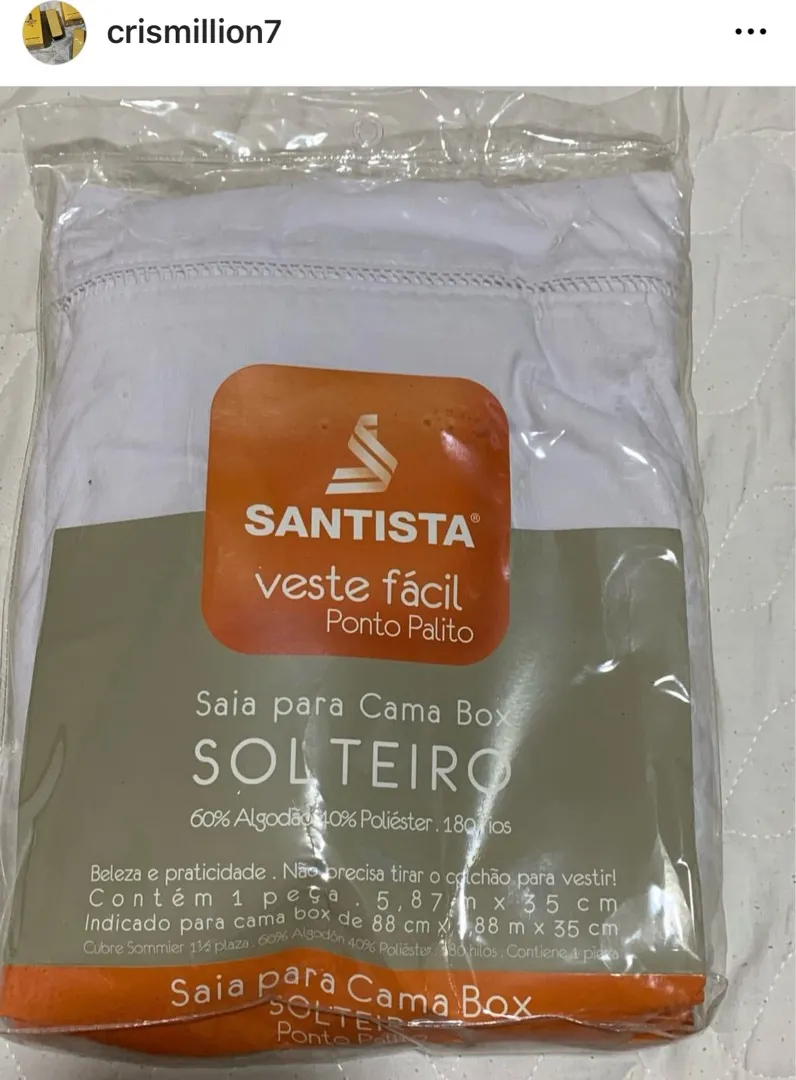 crismillion7
SANTISTA®
veste fácil
Ponto Palito
Saia para Cama Box
SOLTEIRO
60% Algodão 40% Poliéster . 180 fios
Beleza e praticidade . Não precisa tirar o colchão para vestir!
Contém 1 peça . 5,87 m x 35 cm
Indicado para cama box de 88 cm x 1,88 m x 35 cm
Cubre Sommier 1½ plaza . 60% Algodón 40% Poliéster . 180 hilos . Contiene 1 pieza
Saia para Cama Box
SOLTEIRO
Ponto Palito